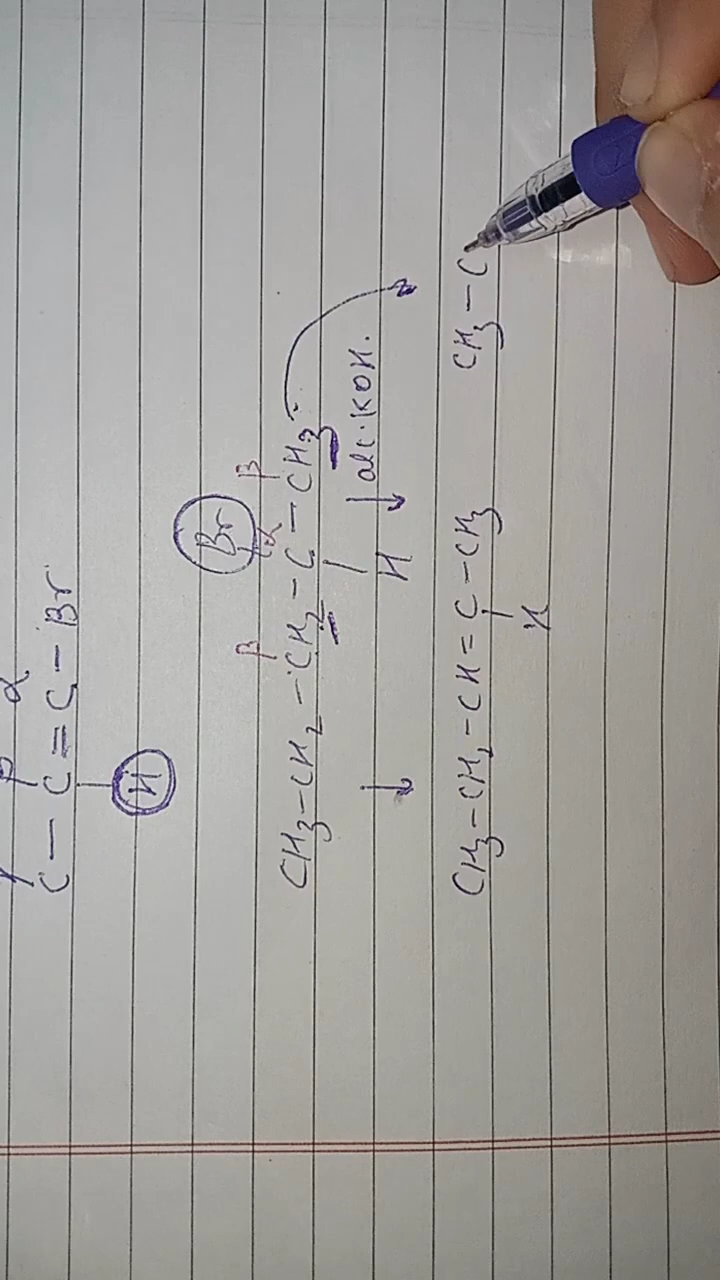 β α
C — C = C — Br
H
Br
β α β
CH₃—CH₂—CH₂—C—CH₃
H
alc. KOH.
CH₃—CH₂—CH=C—CH₃ CH₃—C
H